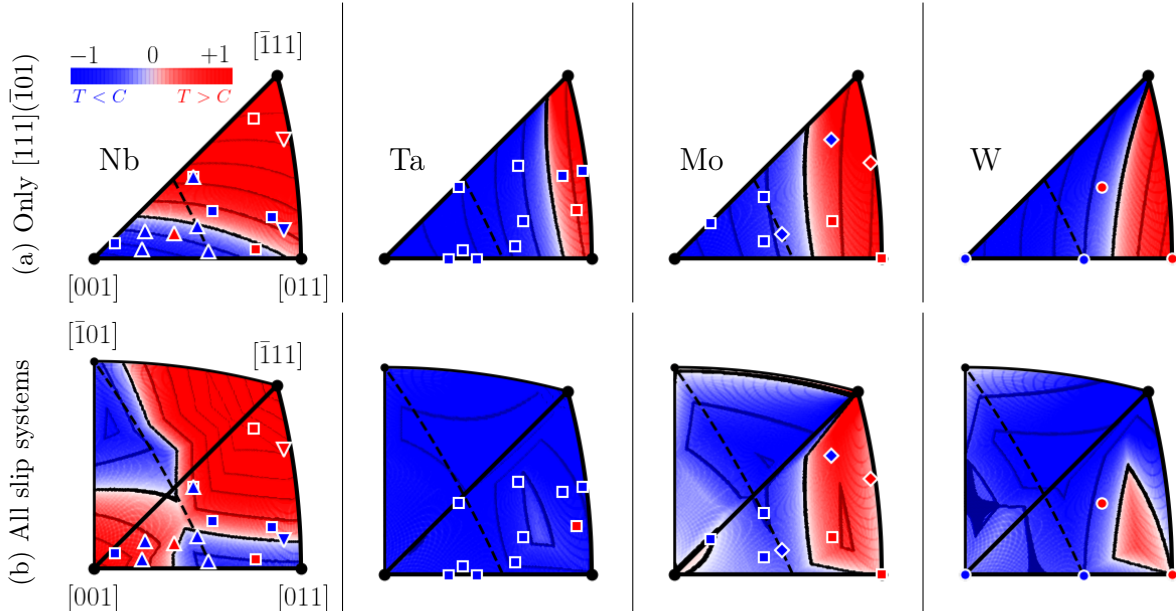 (a) Only [111](1̄01)
−1 0 +1
T < C T > C
[1̄11]
Nb
Ta
Mo
W
[001]
[011]
(b) All slip systems
[1̄01]
[1̄11]
[001]
[011]